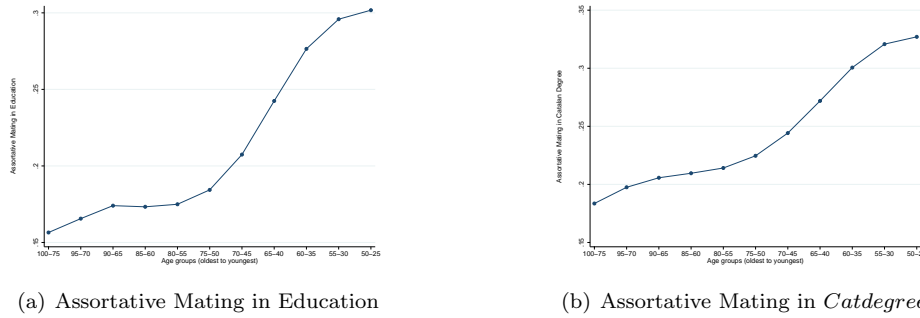 .3
.25
.2
.15
Assortative Mating in Education
100−75 95−70 90−65 85−60 80−55 75−50 70−45 65−40 60−35 55−30 50−25
Age groups (oldest to youngest)
(a) Assortative Mating in Education
.35
.3
.25
.2
.15
Assortative Mating in Catalan Degree
100−75 95−70 90−65 85−60 80−55 75−50 70−45 65−40 60−35 55−30 50−2
Age groups (oldest to youngest)
(b) Assortative Mating in Catdegree